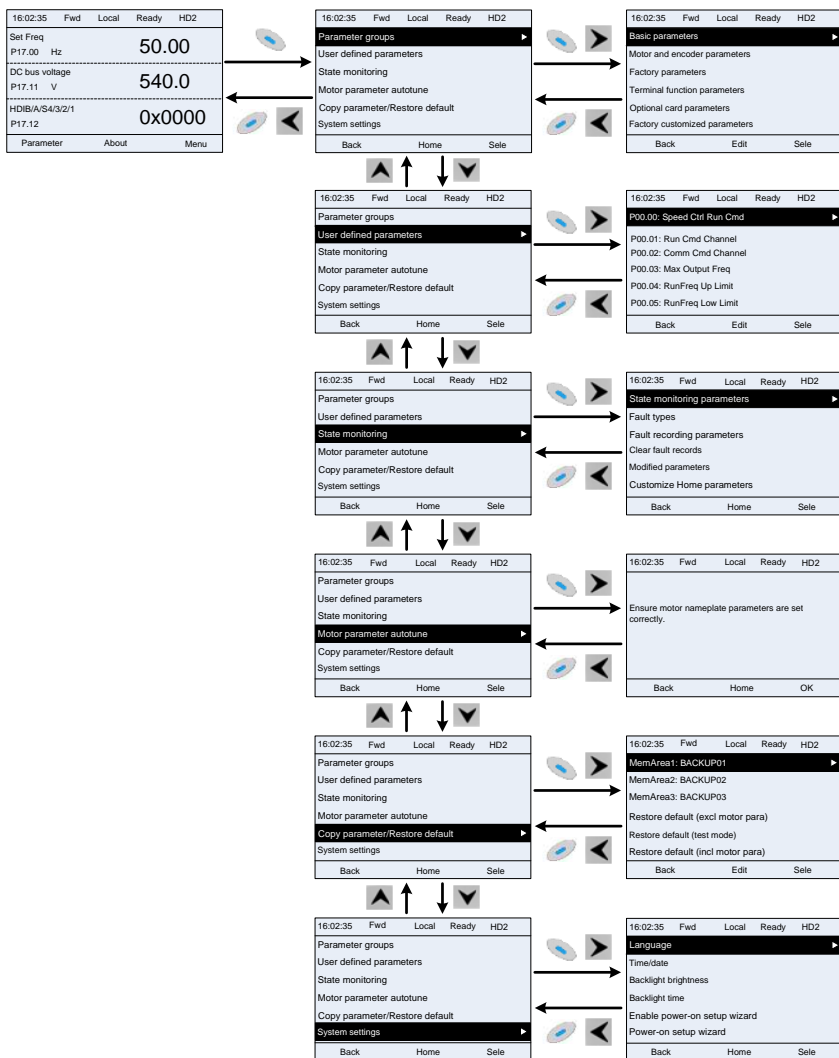 16:02:35 Fwd Local Ready HD2
Set Freq
P17.00 Hz 50.00
DC bus voltage
P17.11 V 540.0
HDIB/A/S4/3/2/1
P17.12 0x0000
Parameter About Menu
16:02:35 Fwd Local Ready HD2
Parameter groups
User defined parameters
State monitoring
Motor parameter autotune
Copy parameter/Restore default
System settings
Back Home Sele
16:02:35 Fwd Local Ready HD2
Basic parameters
Motor and encoder parameters
Factory parameters
Terminal function parameters
Optional card parameters
Factory customized parameters
Back Edit Sele
16:02:35 Fwd Local Ready HD2
Parameter groups
User defined parameters
State monitoring
Motor parameter autotune
Copy parameter/Restore default
System settings
Back Home Sele
16:02:35 Fwd Local Ready HD2
P00.00: Speed Ctrl Run Cmd
P00.01: Run Cmd Channel
P00.02: Comm Cmd Channel
P00.03: Max Output Freq
P00.04: RunFreq Up Limit
P00.05: RunFreq Low Limit
Back Edit Sele
16:02:35 Fwd Local Ready HD2
Parameter groups
User defined parameters
State monitoring
Motor parameter autotune
Copy parameter/Restore default
System settings
Back Home Sele
16:02:35 Fwd Local Ready HD2
State monitoring parameters
Fault types
Fault recording parameters
Clear fault records
Modified parameters
Customize Home parameters
Back Home Sele
16:02:35 Fwd Local Ready HD2
Parameter groups
User defined parameters
State monitoring
Motor parameter autotune
Copy parameter/Restore default
System settings
Back Home Sele
16:02:35 Fwd Local Ready HD2
Ensure motor nameplate parameters are set
correctly.
Back Home OK
16:02:35 Fwd Local Ready HD2
Parameter groups
User defined parameters
State monitoring
Motor parameter autotune
Copy parameter/Restore default
System settings
Back Home Sele
16:02:35 Fwd Local Ready HD2
MemArea1: BACKUP01
MemArea2: BACKUP02
MemArea3: BACKUP03
Restore default (excl motor para)
Restore default (test mode)
Restore default (incl motor para)
Back Edit Sele
16:02:35 Fwd Local Ready HD2
Parameter groups
User defined parameters
State monitoring
Motor parameter autotune
Copy parameter/Restore default
System settings
Back Home Sele
16:02:35 Fwd Local Ready HD2
Language
Time/date
Backlight brightness
Backlight time
Enable power-on setup wizard
Power-on setup wizard
Back Home Sele